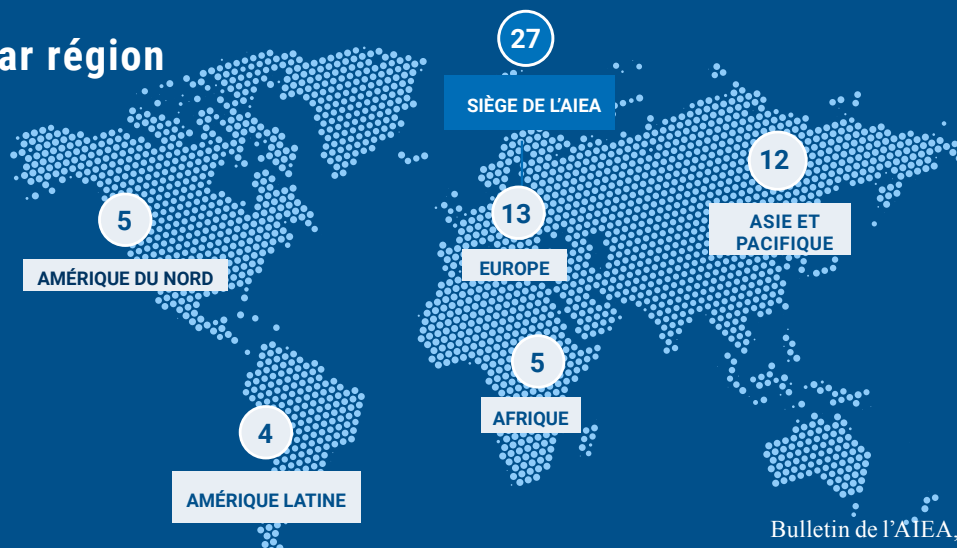 ar région
27
SIÈGE DE L'AIEA
12
ASIE ET
PACIFIQUE
5
AMÉRIQUE DU NORD
13
EUROPE
5
AFRIQUE
4
AMÉRIQUE LATINE
Bulletin de l'AIEA,